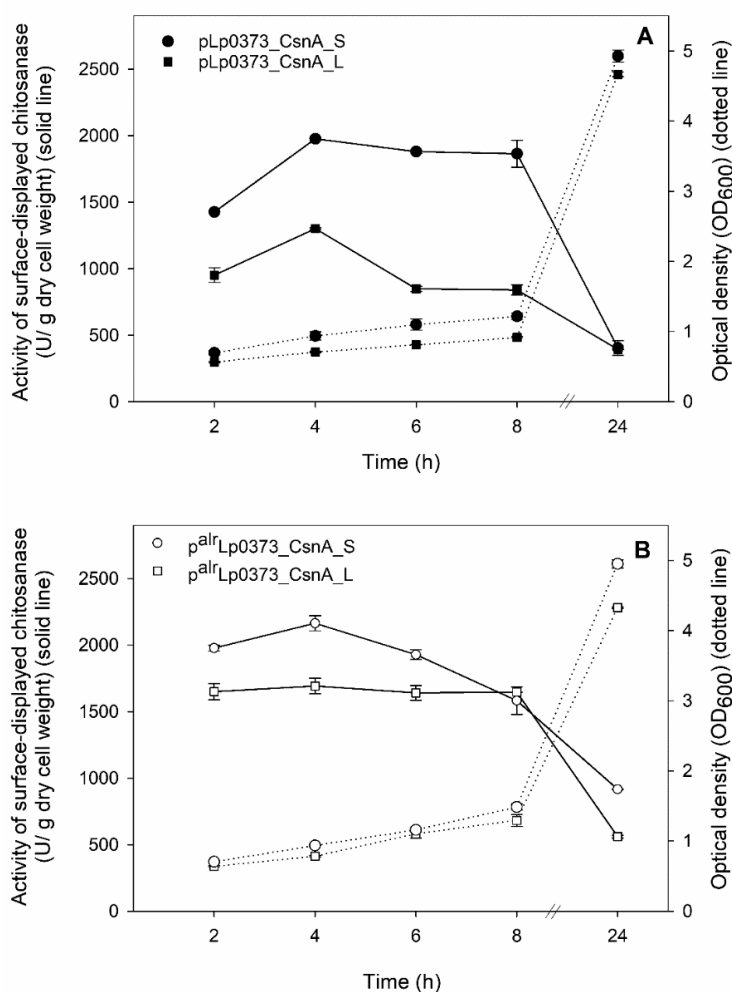 A
pLp0373_CsnA_S
pLp0373_CsnA_L
Activity of surface-displayed chitosanase
(U/ g dry cell weight) (solid line)
2500
2000
1500
1000
500
0
5
4
3
2
1
0
Optical density (OD600) (dotted line)
2 4 6 8 24
Time (h)
B
palrLp0373_CsnA_S
palrLp0373_CsnA_L
Activity of surface-displayed chitosanase
(U/ g dry cell weight) (solid line)
2500
2000
1500
1000
500
0
5
4
3
2
1
0
Optical density (OD600) (dotted line)
2 4 6 8 24
Time (h)